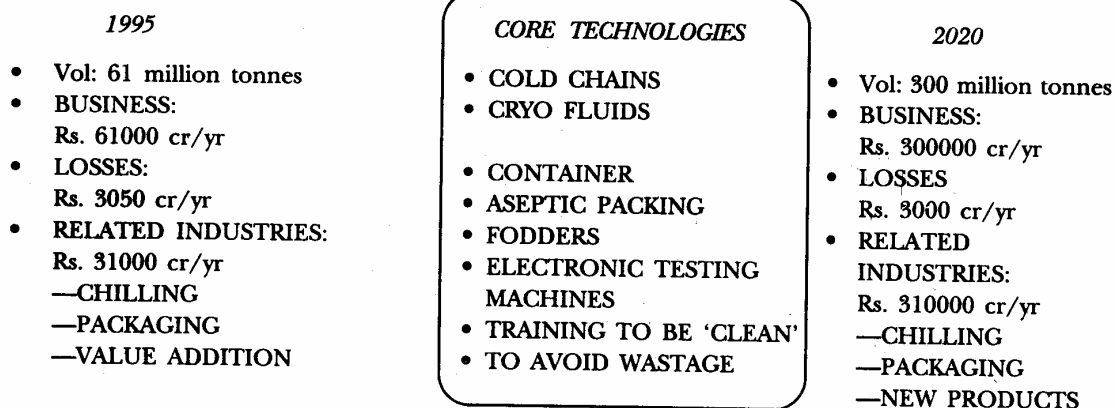 1995
• Vol: 61 million tonnes
• BUSINESS:
Rs. 61000 cr/yr
• LOSSES:
Rs. 3050 cr/yr
• RELATED INDUSTRIES:
Rs. 31000 cr/yr
—CHILLING
—PACKAGING
—VALUE ADDITION
CORE TECHNOLOGIES
• COLD CHAINS
• CRYO FLUIDS
• CONTAINER
• ASEPTIC PACKING
• FODDERS
• ELECTRONIC TESTING
MACHINES
• TRAINING TO BE ‘CLEAN’
• TO AVOID WASTAGE
2020
• Vol: 300 million tonnes
• BUSINESS:
Rs. 300000 cr/yr
• LOSSES
Rs. 3000 cr/yr
• RELATED
INDUSTRIES:
Rs. 310000 cr/yr
—CHILLING
—PACKAGING
—NEW PRODUCTS